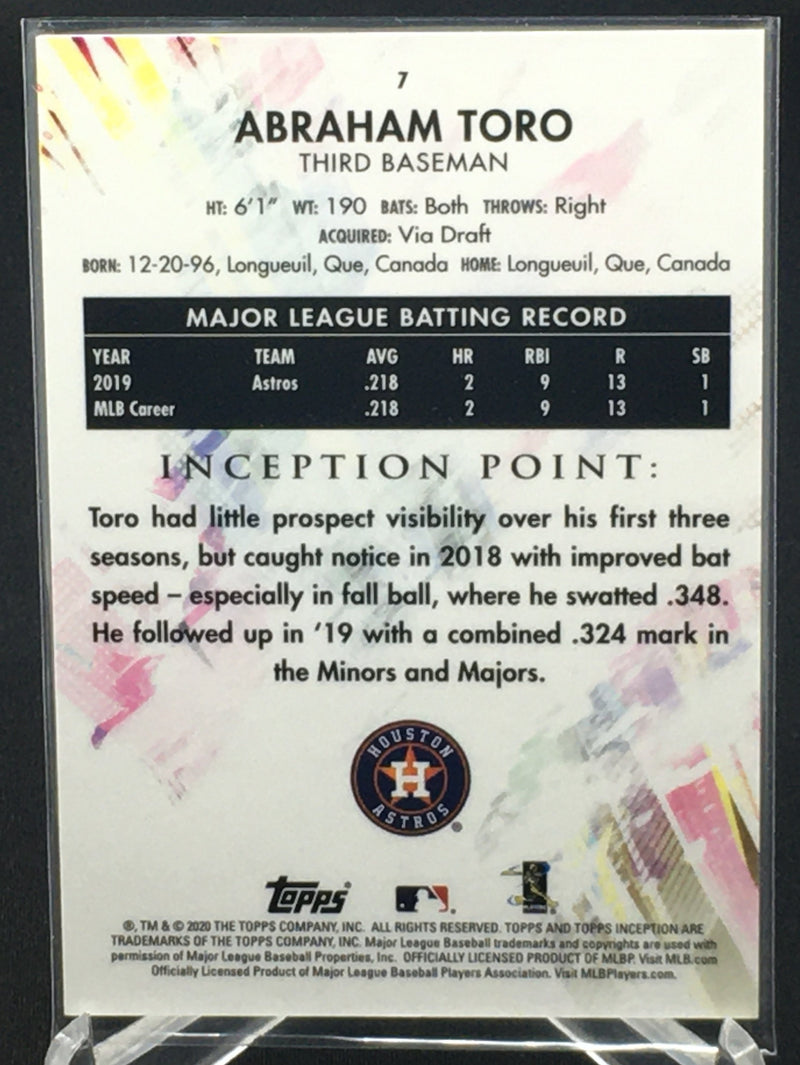 7
ABRAHAM TORO
THIRD BASEMAN
HT: 6'1" WT: 190 BATS: Both THROWS: Right
ACQUIRED: Via Draft
BORN: 12-20-96, Longueuil, Que, Canada HOME: Longueuil, Que, Canada
MAJOR LEAGUE BATTING RECORD
YEAR TEAM AVG HR RBI R SB
2019 Astros .218 2 9 13 1
MLB Career .218 2 9 13 1
INCEPTION POINT:
Toro had little prospect visibility over his first three
seasons, but caught notice in 2018 with improved bat
speed – especially in fall ball, where he swatted .348.
He followed up in '19 with a combined .324 mark in
the Minors and Majors.
HOUSTON
H
ASTROS
®
Topps®
®, TM & © 2020 THE TOPPS COMPANY, INC. ALL RIGHTS RESERVED. TOPPS AND TOPPS INCEPTION ARE
TRADEMARKS OF THE TOPPS COMPANY, INC. Major League Baseball trademarks and copyrights are used with
permission of Major League Baseball Properties, Inc. OFFICIALLY LICENSED PRODUCT OF MLBP. Visit MLB.com
Officially Licensed Product of Major League Baseball Players Association. Visit MLBPlayers.com.